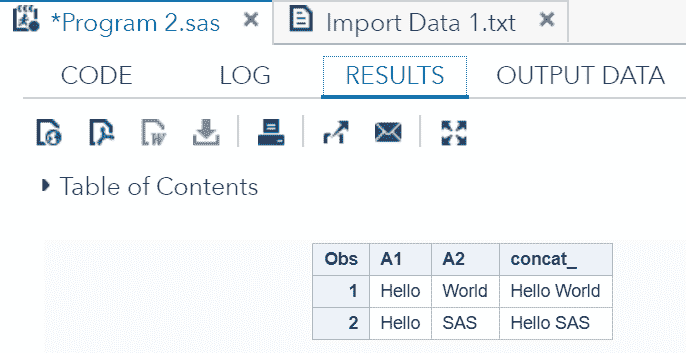 *Program 2.sas × Import Data 1.txt ×
CODE LOG RESULTS OUTPUT DATA
Table of Contents
Obs A1 A2 concat_
1 Hello World Hello World
2 Hello SAS Hello SAS